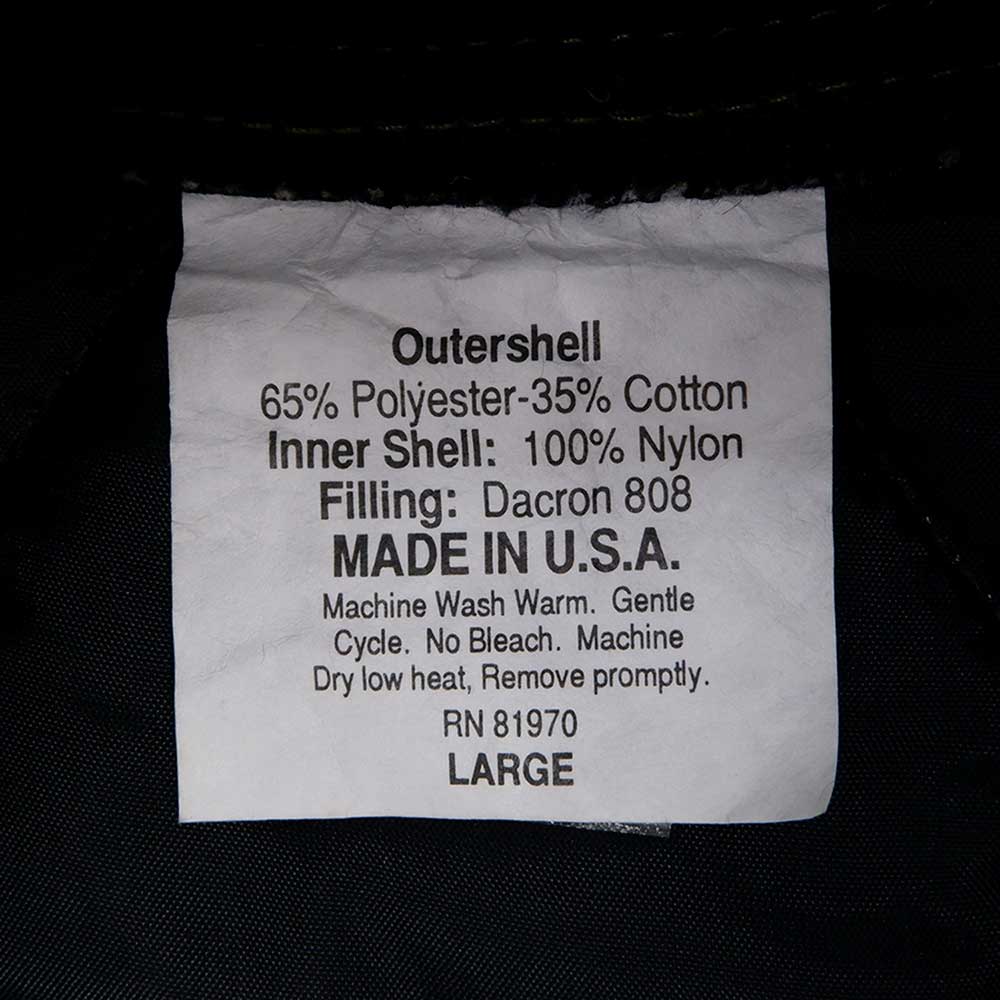 Outershell
65% Polyester-35% Cotton
Inner Shell: 100% Nylon
Filling: Dacron 808
MADE IN U.S.A.
Machine Wash Warm. Gentle
Cycle. No Bleach. Machine
Dry low heat, Remove promptly.
RN 81970
LARGE